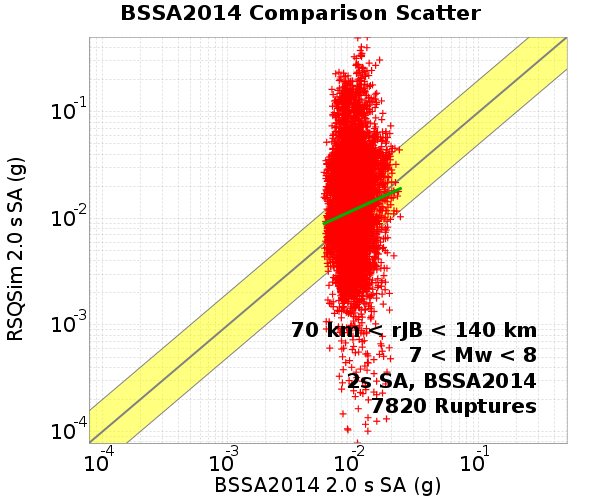 BSSA2014 Comparison Scatter
RSQSim 2.0 s SA (g)
10-1
10-2
10-3
10-4
70 km < rJB < 140 km
7 < Mw < 8
2s SA, BSSA2014
7820 Ruptures
10-4 10-3 10-2 10-1
BSSA2014 2.0 s SA (g)